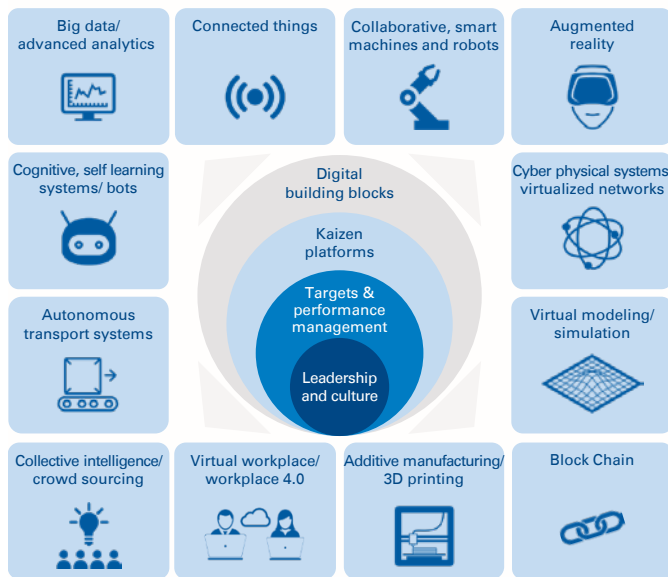 Big data/
advanced analytics
Connected things
Collaborative, smart
machines and robots
Augmented
reality
Cognitive, self learning
systems/ bots
Digital
building blocks
Kaizen
platforms
Targets &
performance
management
Leadership
and culture
Cyber physical systems
virtualized networks
Autonomous
transport systems
Virtual modeling/
simulation
Collective intelligence/
crowd sourcing
Virtual workplace/
workplace 4.0
Additive manufacturing/
3D printing
Block Chain